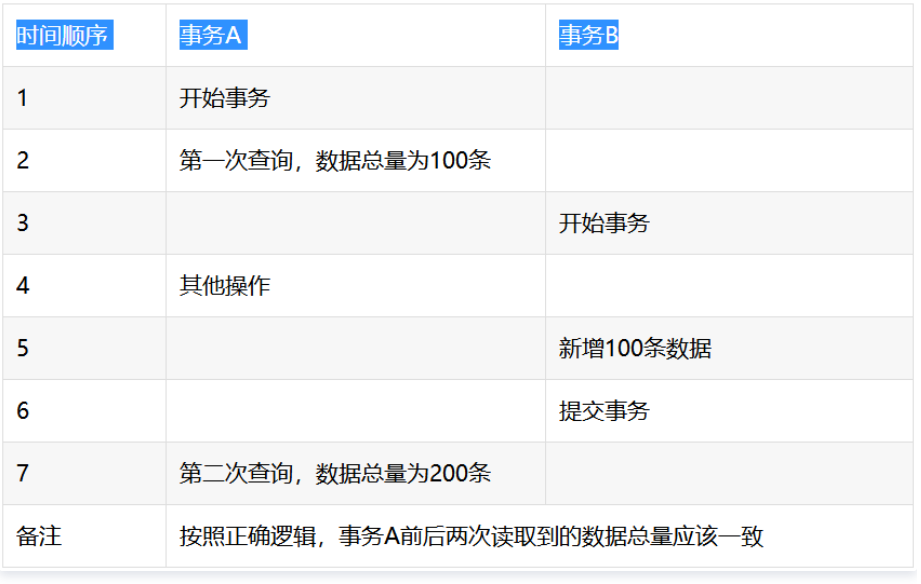 时间顺序 事务A 事务B
1 开始事务
2 第一次查询，数据总量为100条
3 开始事务
4 其他操作
5 新增100条数据
6 提交事务
7 第二次查询，数据总量为200条
备注 按照正确逻辑，事务A前后两次读取到的数据总量应该一致